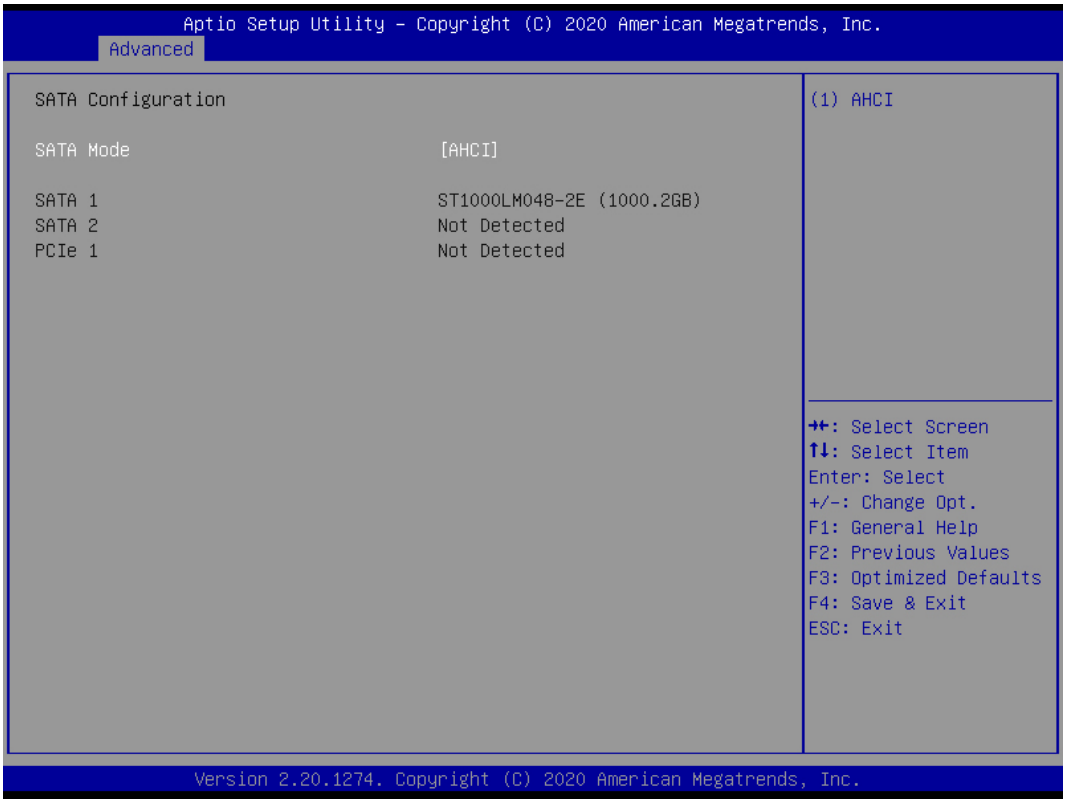 Aptio Setup Utility – Copyright (C) 2020 American Megatrends, Inc.
Advanced
SATA Configuration
SATA Mode [AHCI]
SATA 1 ST1000LM048-2E (1000.2GB)
SATA 2 Not Detected
PCIe 1 Not Detected
(1) AHCI
→←: Select Screen
↑↓: Select Item
Enter: Select
+/-: Change Opt.
F1: General Help
F2: Previous Values
F3: Optimized Defaults
F4: Save & Exit
ESC: Exit
Version 2.20.1274. Copyright (C) 2020 American Megatrends, Inc.